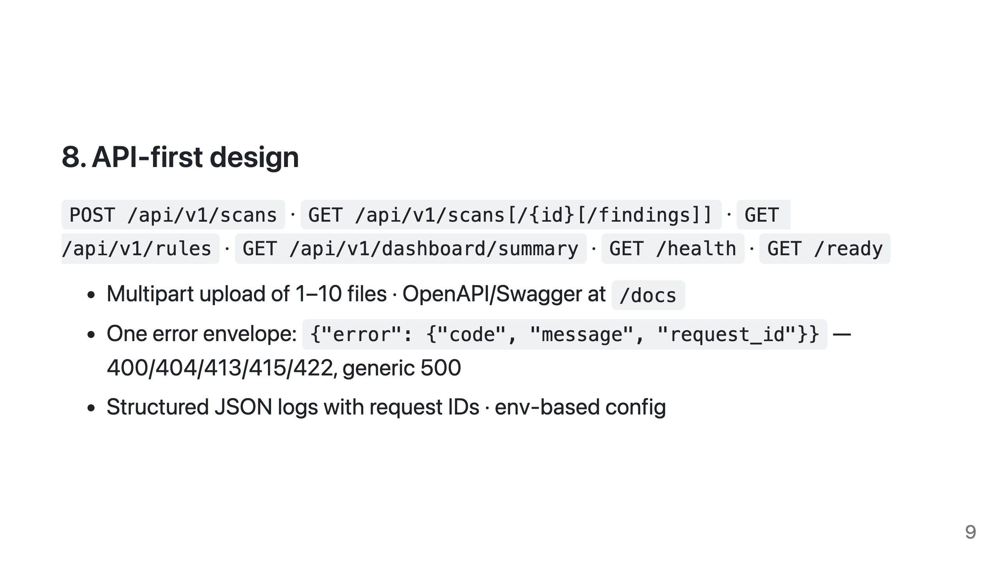 8. API-first design
POST /api/v1/scans · GET /api/v1/scans[/{id}[/findings]] · GET
/api/v1/rules · GET /api/v1/dashboard/summary · GET /health · GET /ready
• Multipart upload of 1–10 files · OpenAPI/Swagger at /docs
• One error envelope: {"error": {"code", "message", "request_id"}} —
400/404/413/415/422, generic 500
• Structured JSON logs with request IDs · env-based config
9